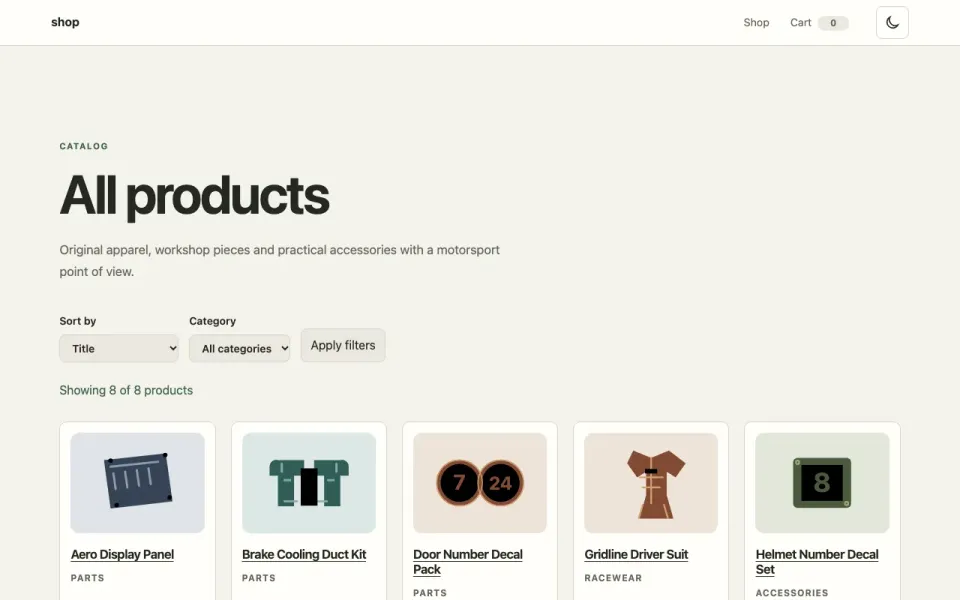 shop
Shop
Cart 0
CATALOG
All products
Original apparel, workshop pieces and practical accessories with a motorsport
point of view.
Sort by
Category
Title
All categories
Apply filters
Showing 8 of 8 products
7
24
8
Aero Display Panel
PARTS
Brake Cooling Duct Kit
PARTS
Door Number Decal
Pack
PARTS
Gridline Driver Suit
RACEWEAR
Helmet Number Decal
Set
ACCESSORIES